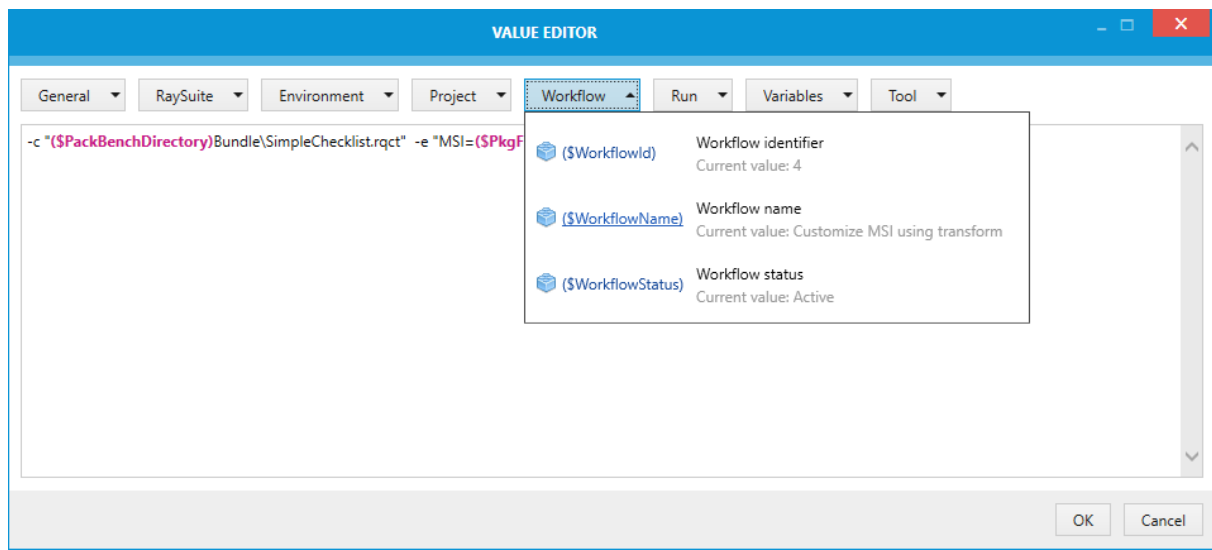 VALUE EDITOR
General RaySuite Environment Project Workflow Run Variables Tool
-c "($PackBenchDirectory)Bundle\SimpleChecklist.rqct" -e "MSI=($PkgF
($WorkflowId) Workflow identifier
Current value: 4
($WorkflowName) Workflow name
Current value: Customize MSI using transform
($WorkflowStatus) Workflow status
Current value: Active
OK Cancel